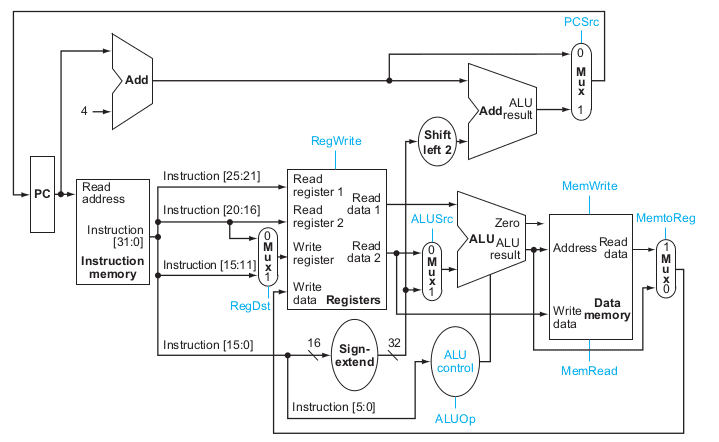 PCSrc
0
M
u
x
1
Add
4
Add
ALU
result
Shift
left 2
RegWrite
PC
Read
address
Instruction
[31:0]
Instruction
memory
Instruction [25:21]
Instruction [20:16]
Instruction [15:11]
0
M
u
x
1
RegDst
Read
register 1
Read
register 2
Write
register
Write
data
Read
data 1
Read
data 2
Registers
ALUSrc
0
M
u
x
1
Zero
ALU
ALU
result
MemWrite
Address
Read
data
Write
data
Data
memory
MemRead
MemtoReg
1
M
u
x
0
Instruction [15:0]
16
Sign-
extend
32
ALU
control
Instruction [5:0]
ALUOp